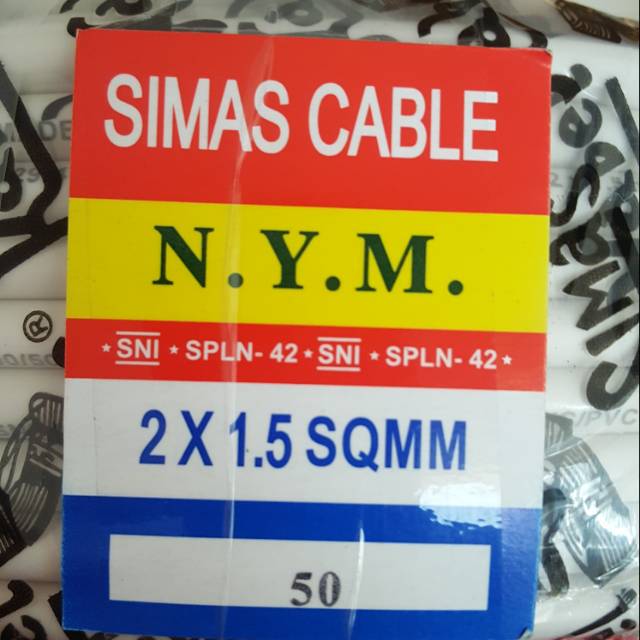 SIMAS CABLE
N.Y.M.
* SNI * SPLN- 42 * SNI * SPLN- 42 *
2 X 1.5 SQMM
50
®